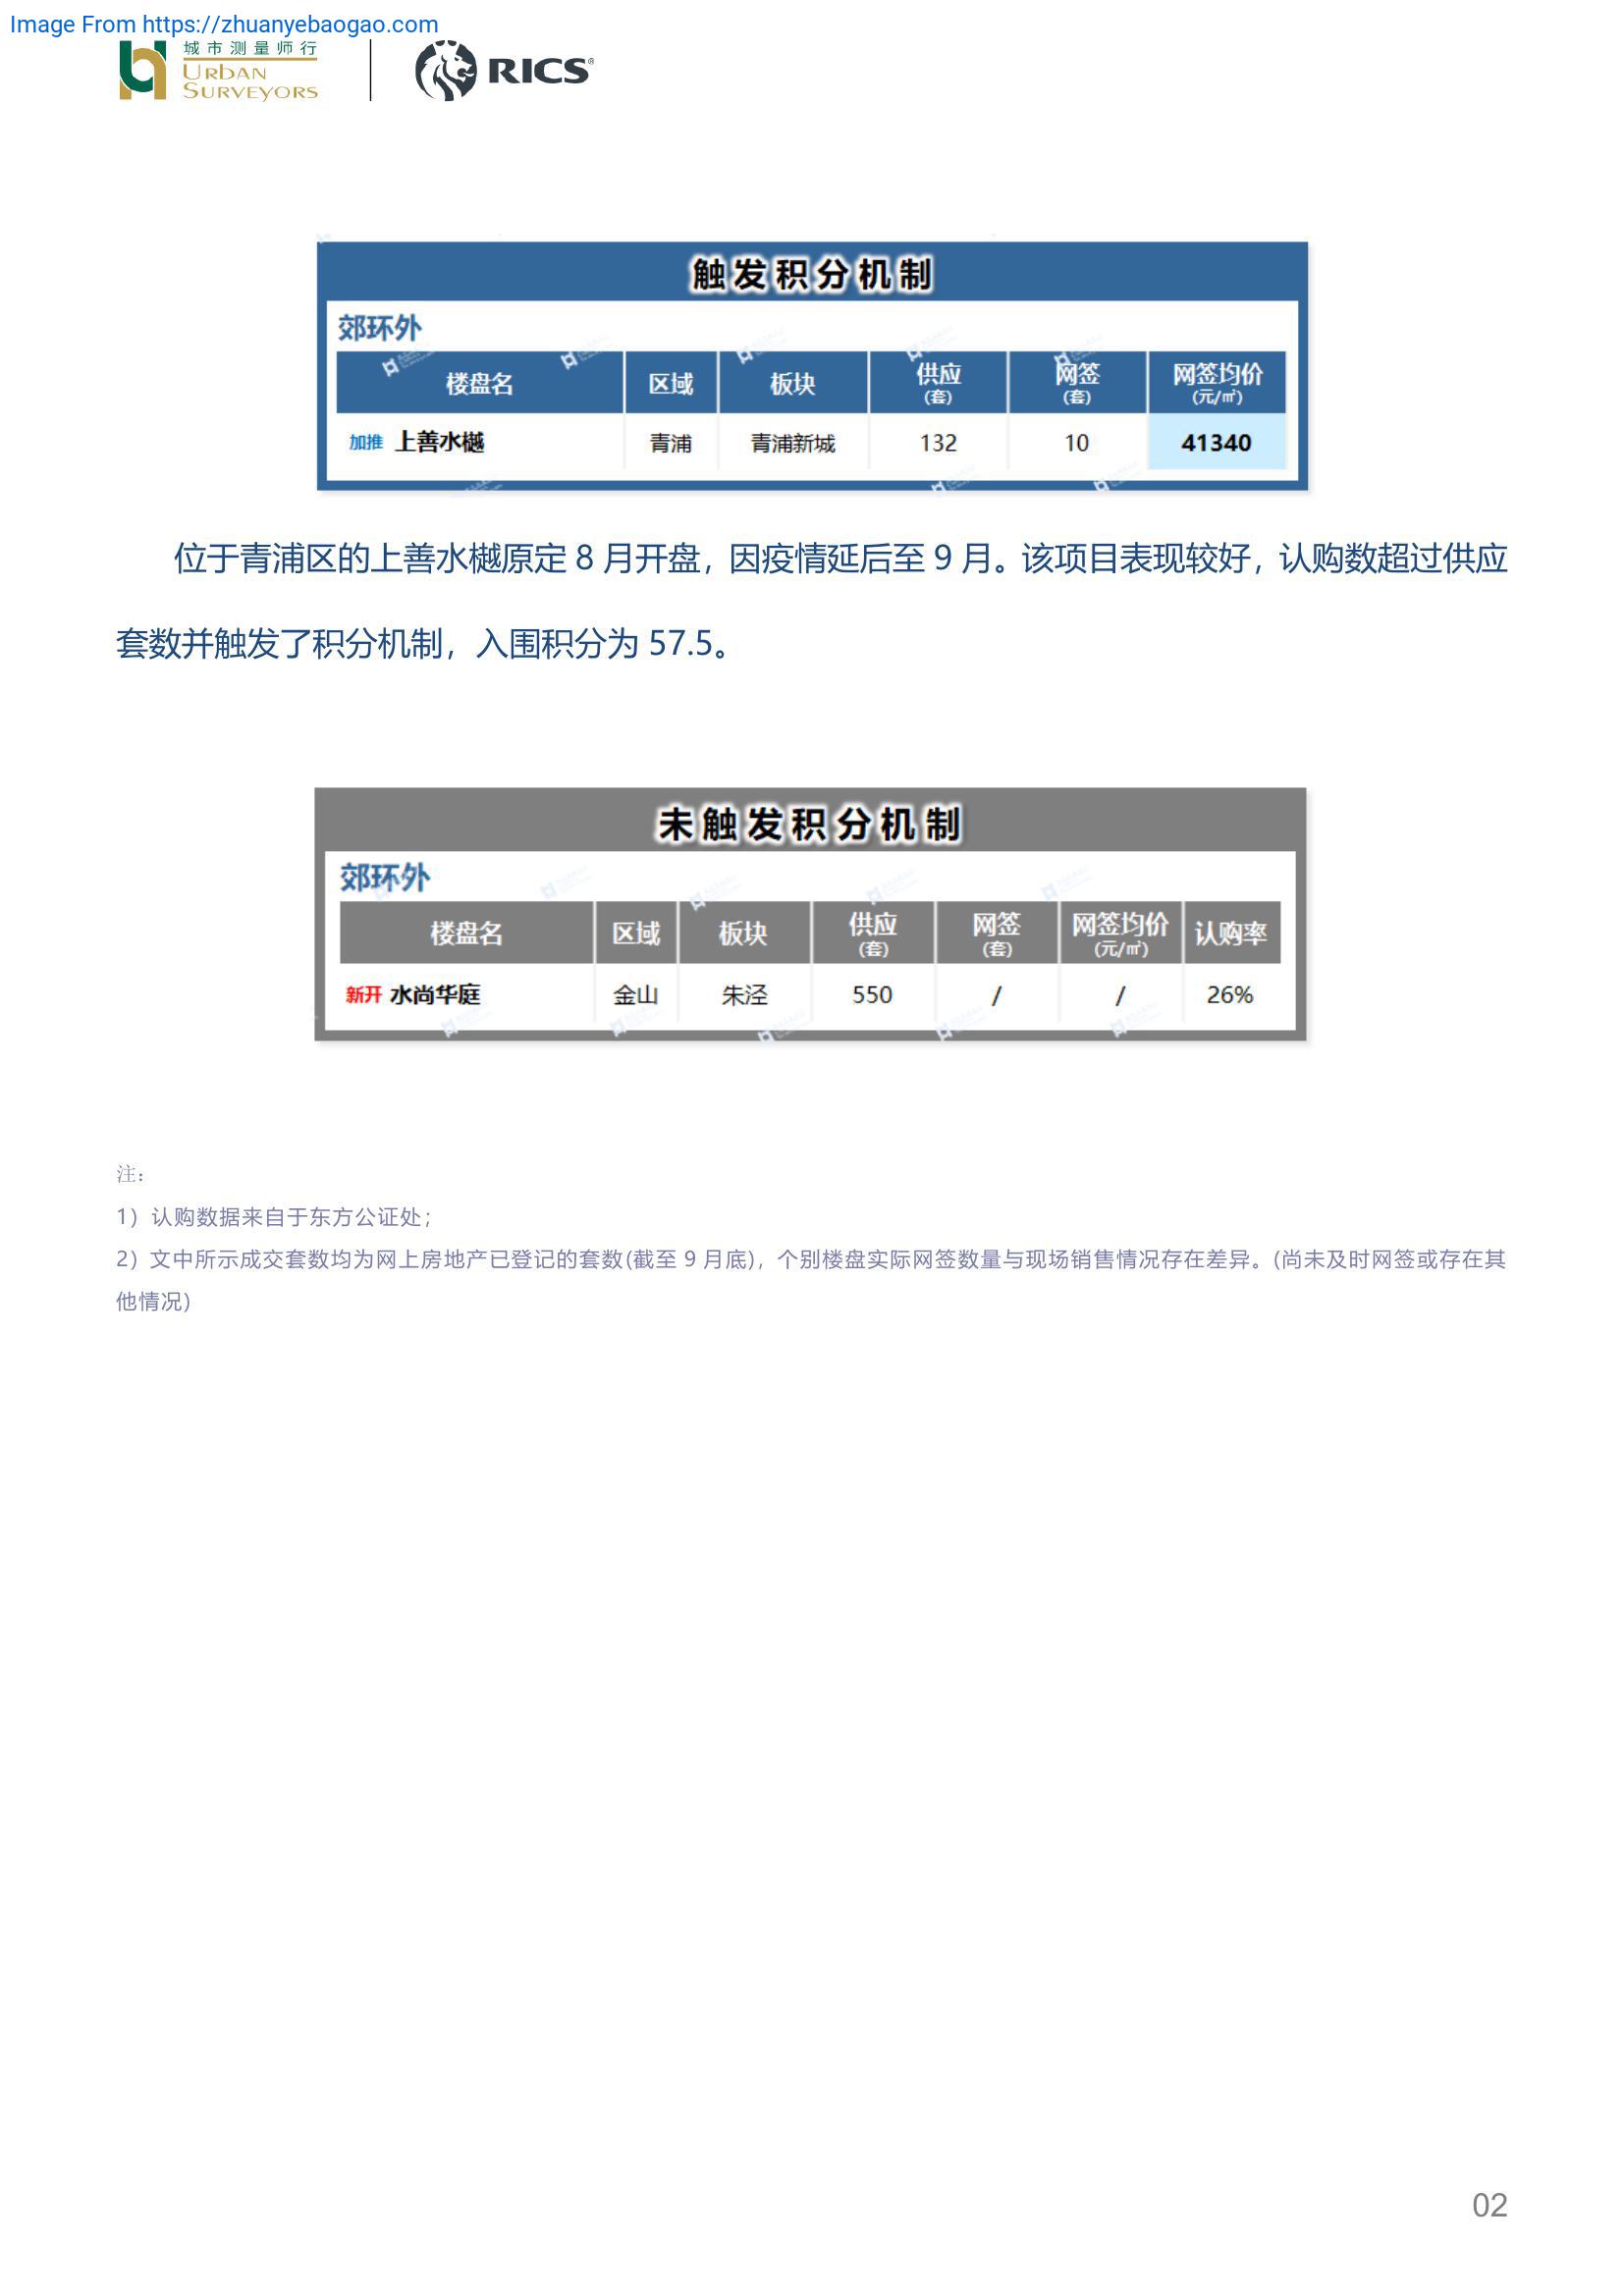 Image From https://zhuanyebaogao.com
城市测量师行
URBAN
SURVEYORS
RICS®
触发积分机制
郊环外
楼盘名 区域 板块 供应(套) 网签(套) 网签均价(元/㎡)
加推 上善水樾 青浦 青浦新城 132 10 41340
位于青浦区的上善水樾原定 8 月开盘，因疫情延后至 9 月。该项目表现较好，认购数超过供应
套数并触发了积分机制，入围积分为 57.5。
未触发积分机制
郊环外
楼盘名 区域 板块 供应(套) 网签(套) 网签均价(元/㎡) 认购率
新开 水尚华庭 金山 朱泾 550 / / 26%
注：
1）认购数据来自于东方公证处；
2）文中所示成交套数均为网上房地产已登记的套数(截至 9 月底)，个别楼盘实际网签数量与现场销售情况存在差异。(尚未及时网签或存在其
他情况)
02